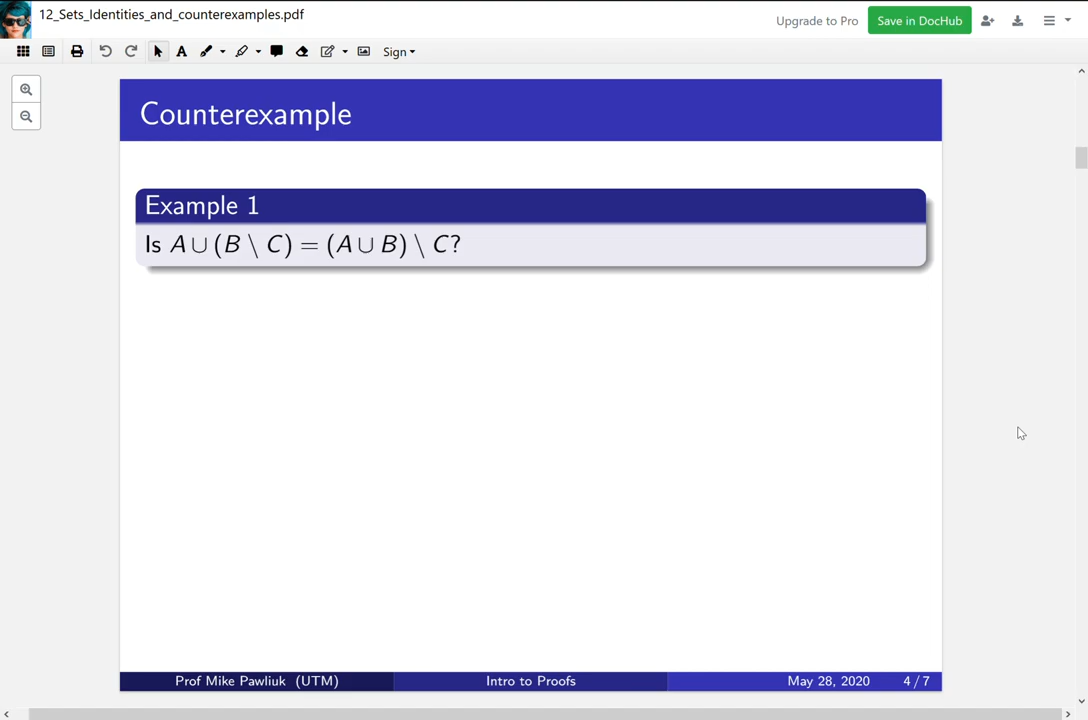 12_Sets_Identities_and_counterexamples.pdf
Upgrade to Pro
Save in DocHub
A
Sign
Counterexample
Example 1
Is A ∪ (B \ C) = (A ∪ B) \ C?
Prof Mike Pawliuk (UTM) Intro to Proofs May 28, 2020 4 / 7